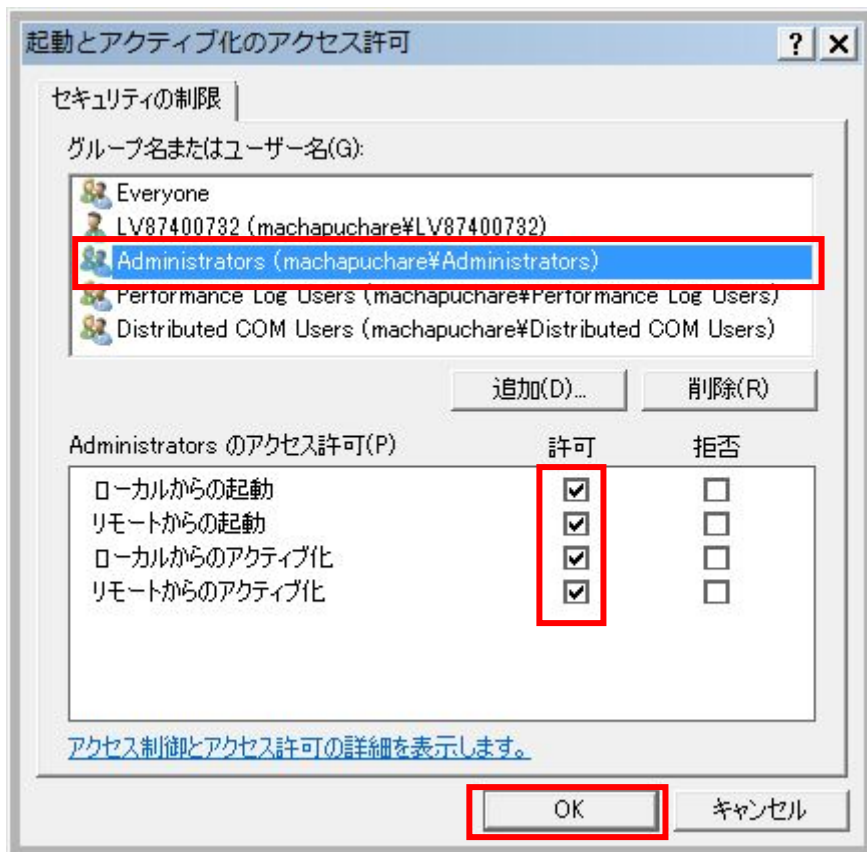 起動とアクティブ化のアクセス許可
セキュリティの制限
グループ名またはユーザー名(G):
Everyone
LV87400732 (machapuchare¥LV87400732)
Administrators (machapuchare¥Administrators)
Performance Log Users (machapuchare¥Performance Log Users)
Distributed COM Users (machapuchare¥Distributed COM Users)
追加(D)... 削除(R)
Administrators のアクセス許可(P) 許可 拒否
ローカルからの起動
リモートからの起動
ローカルからのアクティブ化
リモートからのアクティブ化
アクセス制御とアクセス許可の詳細を表示します。
OK キャンセル